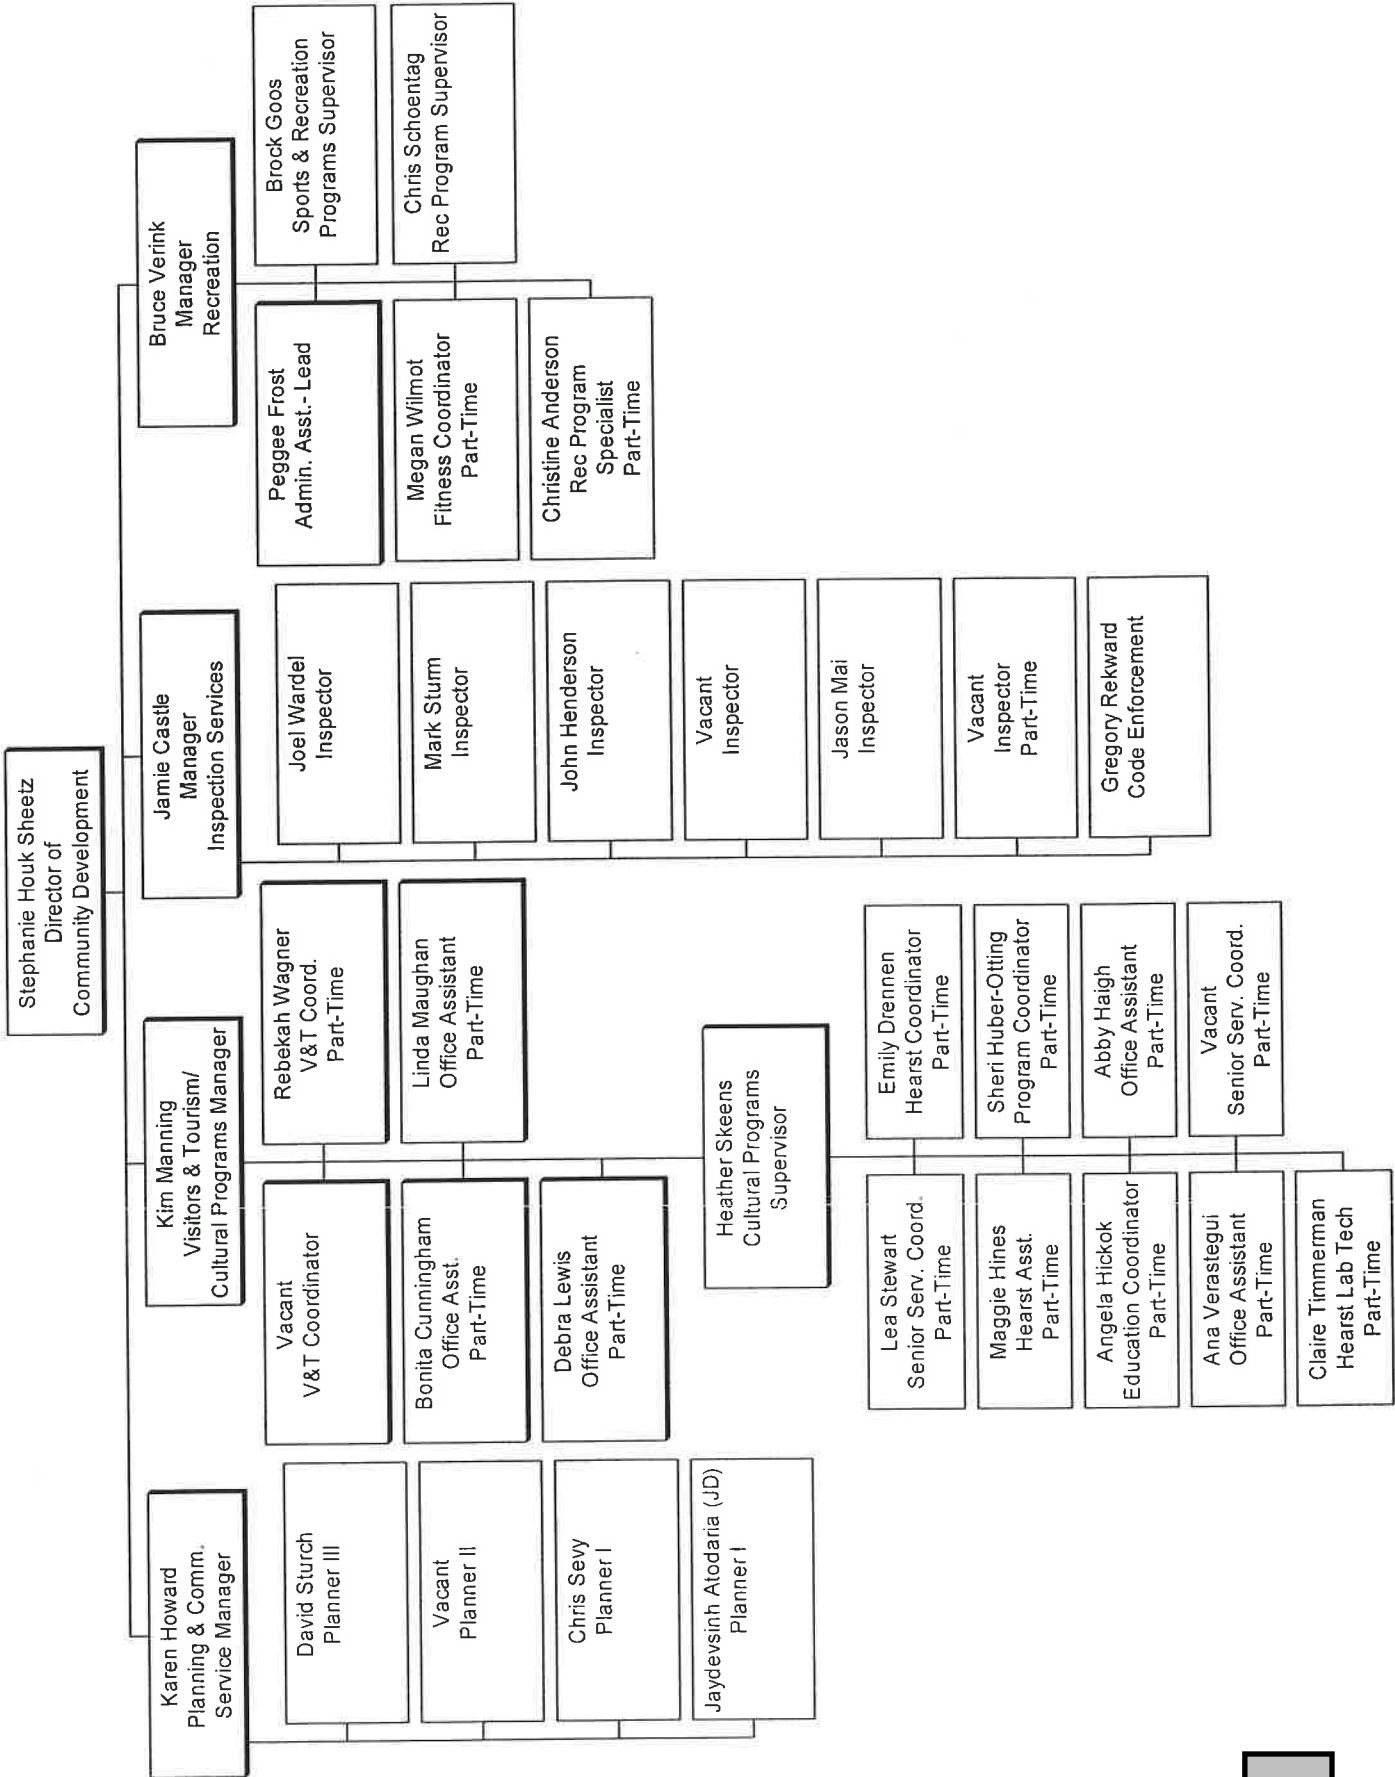 Stephanie Houk Sheetz
Director of
Community Development
Karen Howard
Planning & Comm.
Service Manager
David Sturch
Planner III
Vacant
Planner II
Chris Sevy
Planner I
Jaydevsinh Atodaria (JD)
Planner I
Kim Manning
Visitors & Tourism/
Cultural Programs Manager
Vacant
V&T Coordinator
Rebekah Wagner
V&T Coord.
Part-Time
Bonita Cunningham
Office Asst.
Part-Time
Linda Maughan
Office Assistant
Part-Time
Debra Lewis
Office Assistant
Part-Time
Heather Skeens
Cultural Programs
Supervisor
Lea Stewart
Senior Serv. Coord.
Part-Time
Emily Drennen
Hearst Coordinator
Part-Time
Maggie Hines
Hearst Asst.
Part-Time
Sheri Huber-Otting
Program Coordinator
Part-Time
Angela Hickok
Education Coordinator
Part-Time
Abby Haigh
Office Assistant
Part-Time
Ana Verastegui
Office Assistant
Part-Time
Vacant
Senior Serv. Coord.
Part-Time
Claire Timmerman
Hearst Lab Tech
Part-Time
Jamie Castle
Manager
Inspection Services
Joel Wardel
Inspector
Mark Sturm
Inspector
John Henderson
Inspector
Vacant
Inspector
Jason Mai
Inspector
Vacant
Inspector
Part-Time
Gregory Rekward
Code Enforcement
Bruce Verink
Manager
Recreation
Peggee Frost
Admin. Asst.- Lead
Brock Goos
Sports & Recreation
Programs Supervisor
Megan Wilmot
Fitness Coordinator
Part-Time
Chris Schoentag
Rec Program Supervisor
Christine Anderson
Rec Program
Specialist
Part-Time